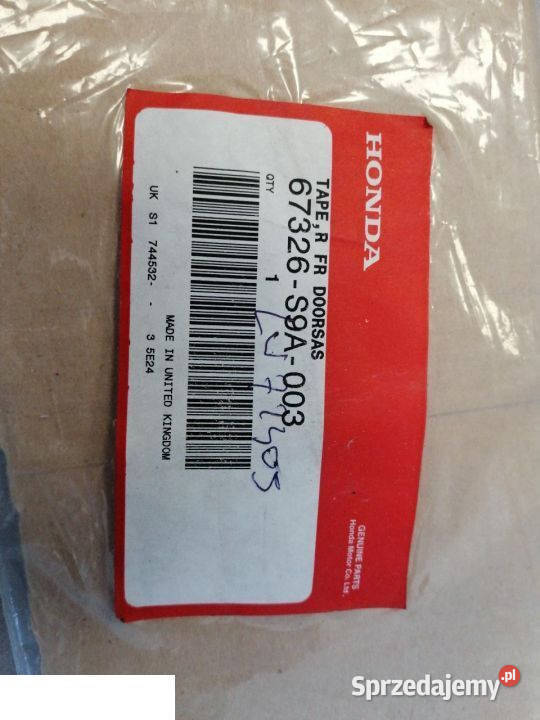 HONDA
TAPE,R FR DOORSAS
67326-S9A-003
QTY 1
UK S1 744532- - 3 5E24
MADE IN UNITED KINGDOM
GENUINE PARTS
Honda Motor Co. Ltd.,
Sprzedajemy.pl